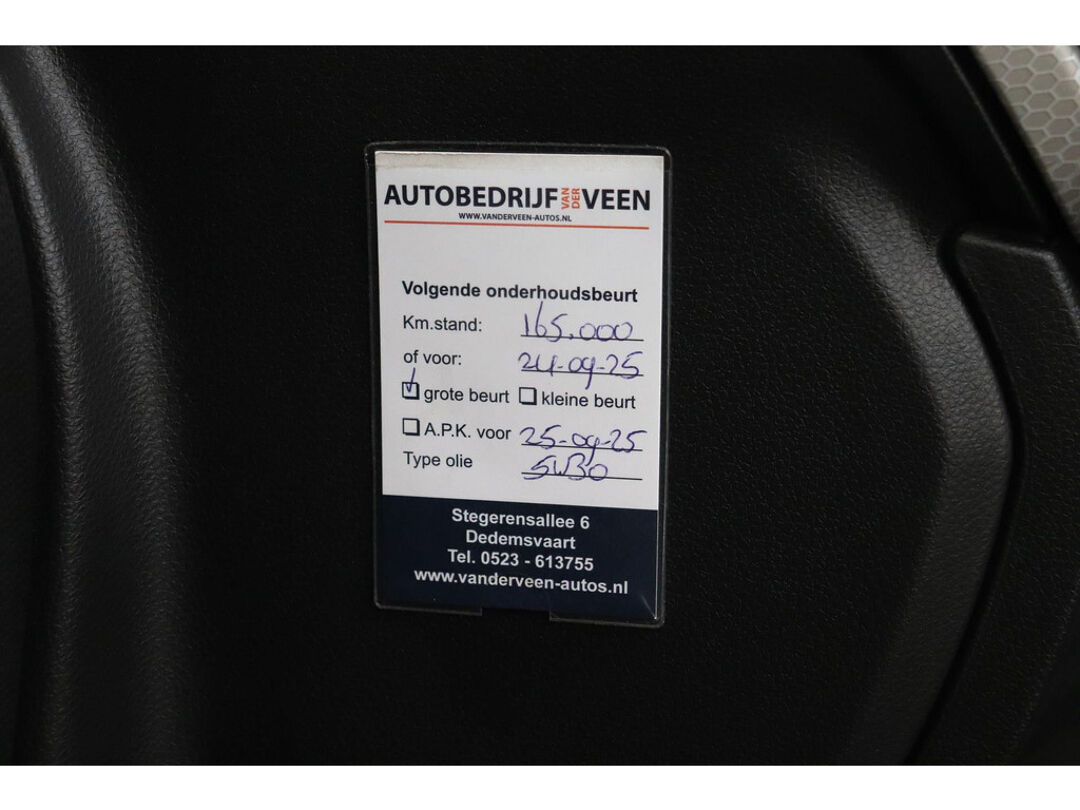 AUTOBEDRIJF VAN DER VEEN
WWW.VANDERVEEN-AUTOS.NL
Volgende onderhoudsbeurt
Km.stand: 165.000
of voor: 24-09-25
grote beurt kleine beurt
A.P.K. voor 25-09-25
Type olie 5W30
Stegerensallee 6
Dedemsvaart
Tel. 0523 - 613755
www.vanderveen-autos.nl